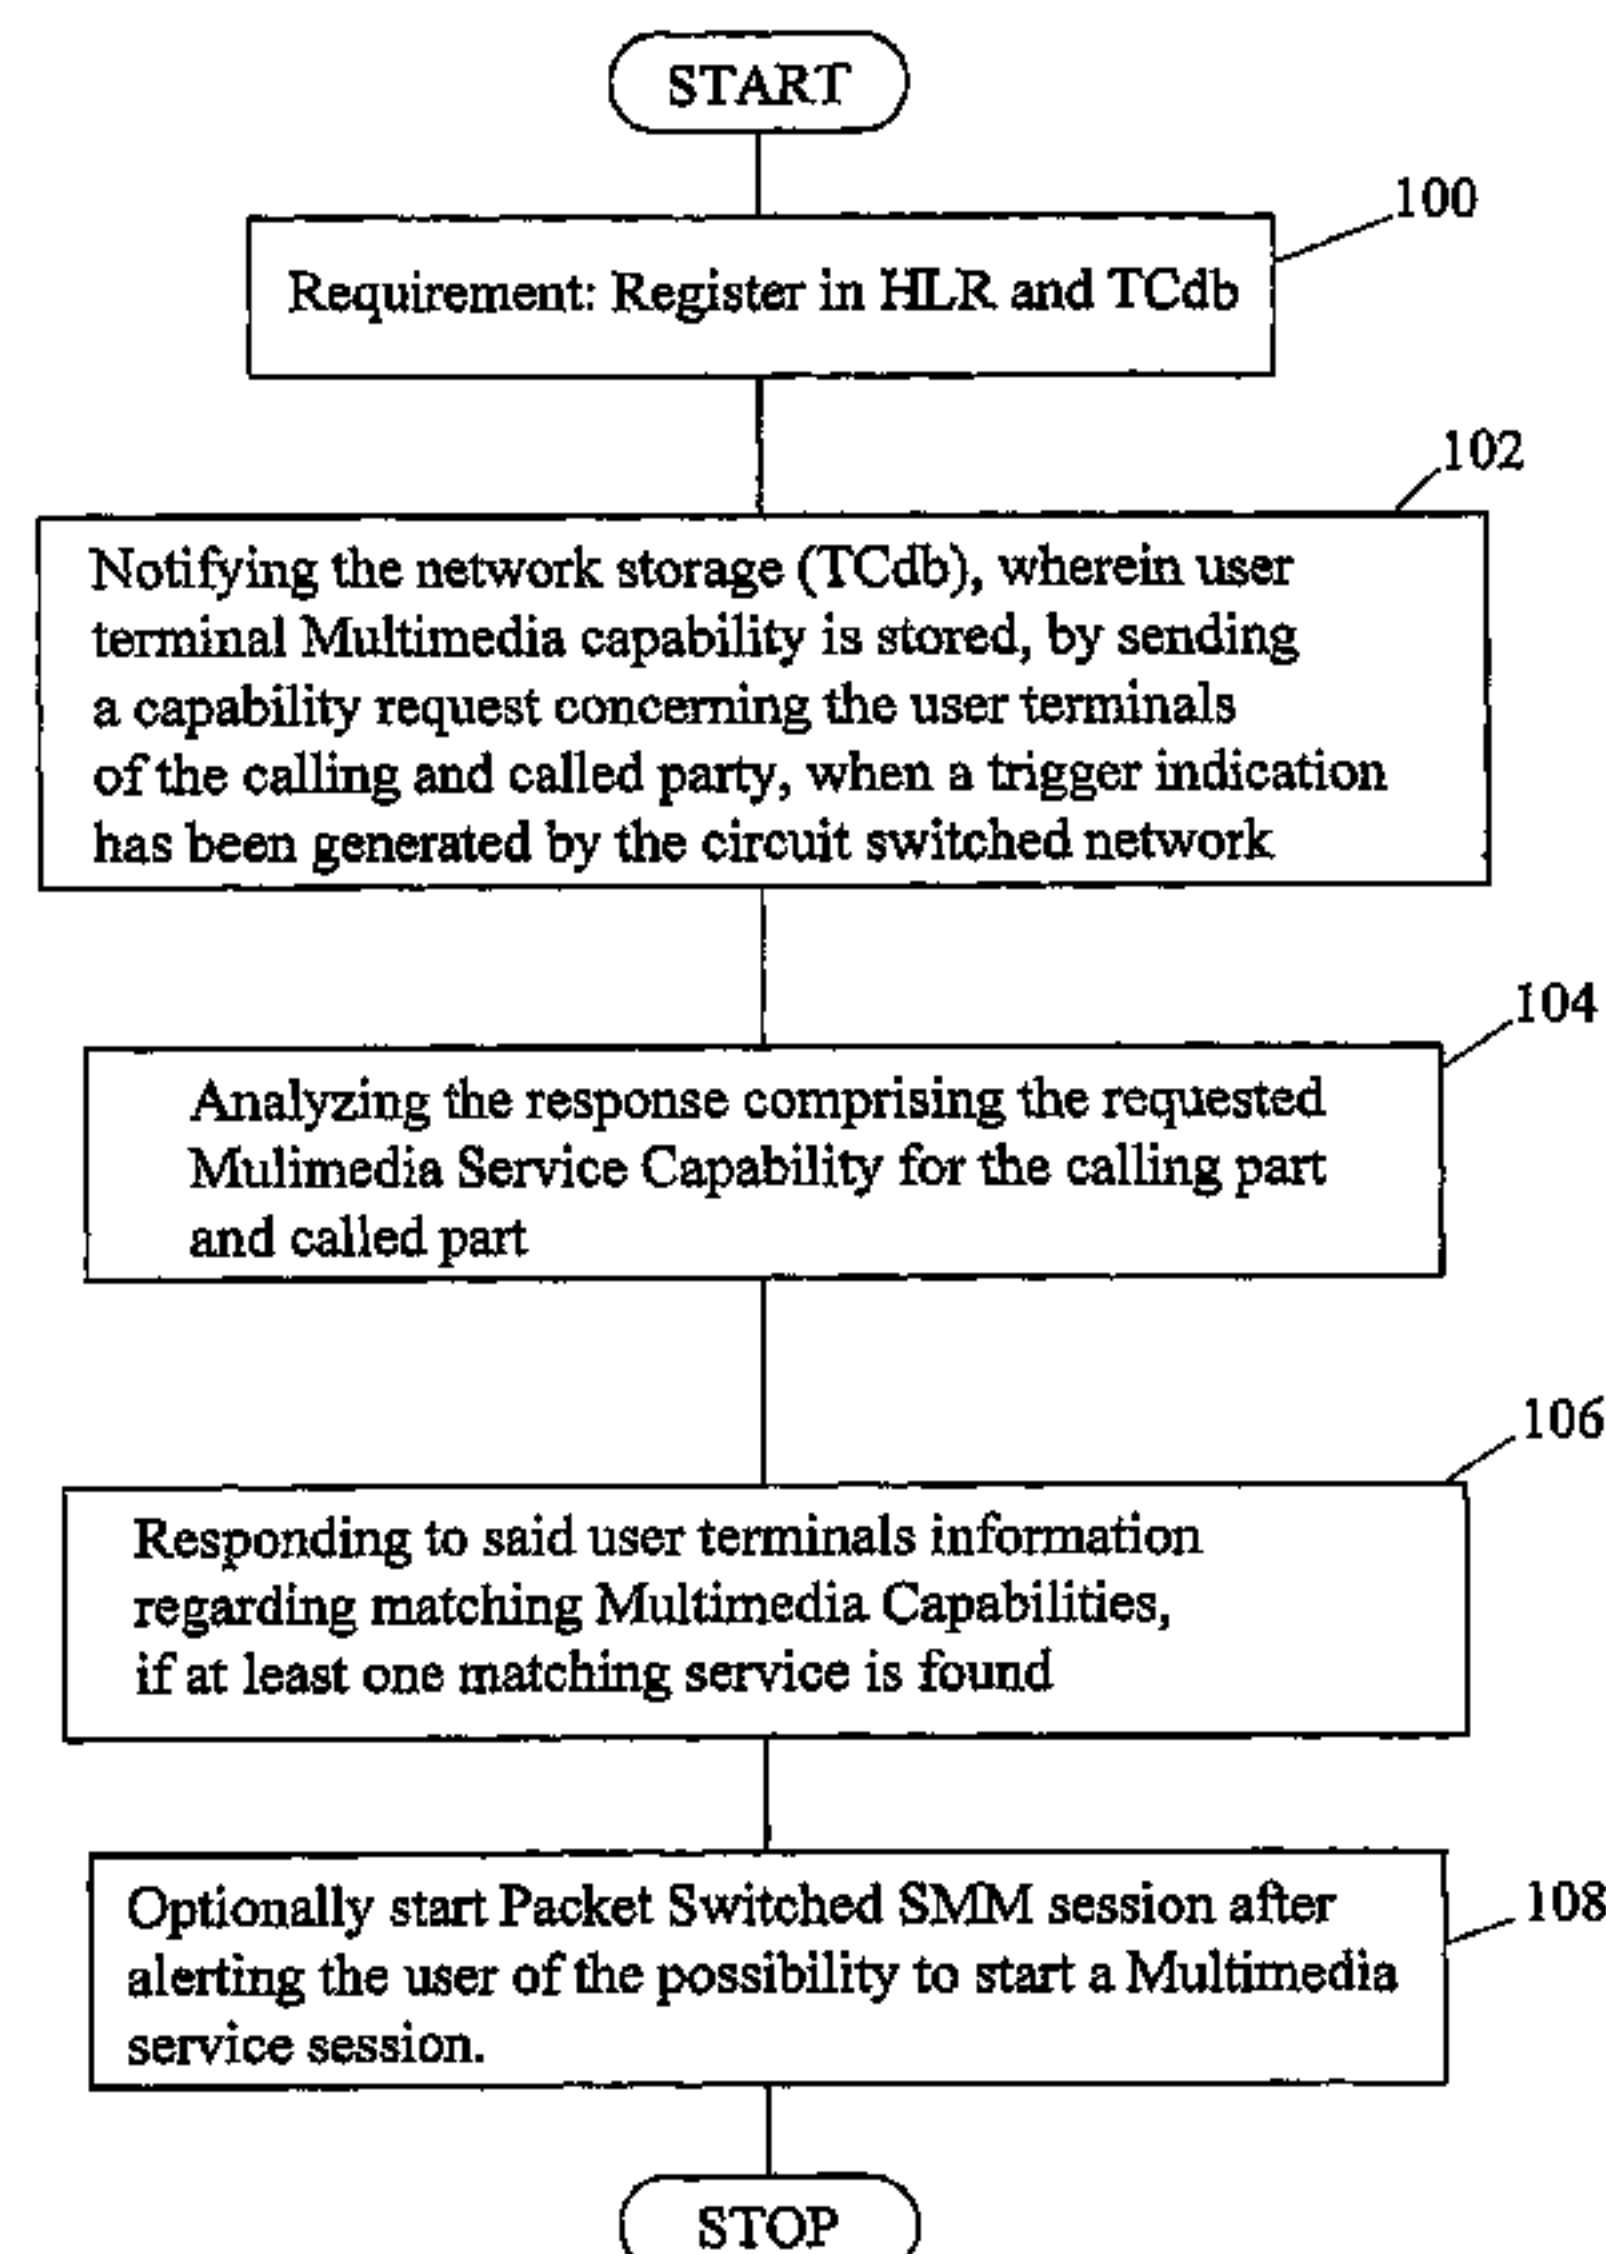 START
100
Requirement: Register in HLR and TCdb
102
Notifying the network storage (TCdb), wherein user
terminal Multimedia capability is stored, by sending
a capability request concerning the user terminals
of the calling and called party, when a trigger indication
has been generated by the circuit switched network
104
Analyzing the response comprising the requested
Mulimedia Service Capability for the calling part
and called part
106
Responding to said user terminals information
regarding matching Multimedia Capabilities,
if at least one matching service is found
108
Optionally start Packet Switched SMM session after
alerting the user of the possibility to start a Multimedia
service session.
STOP